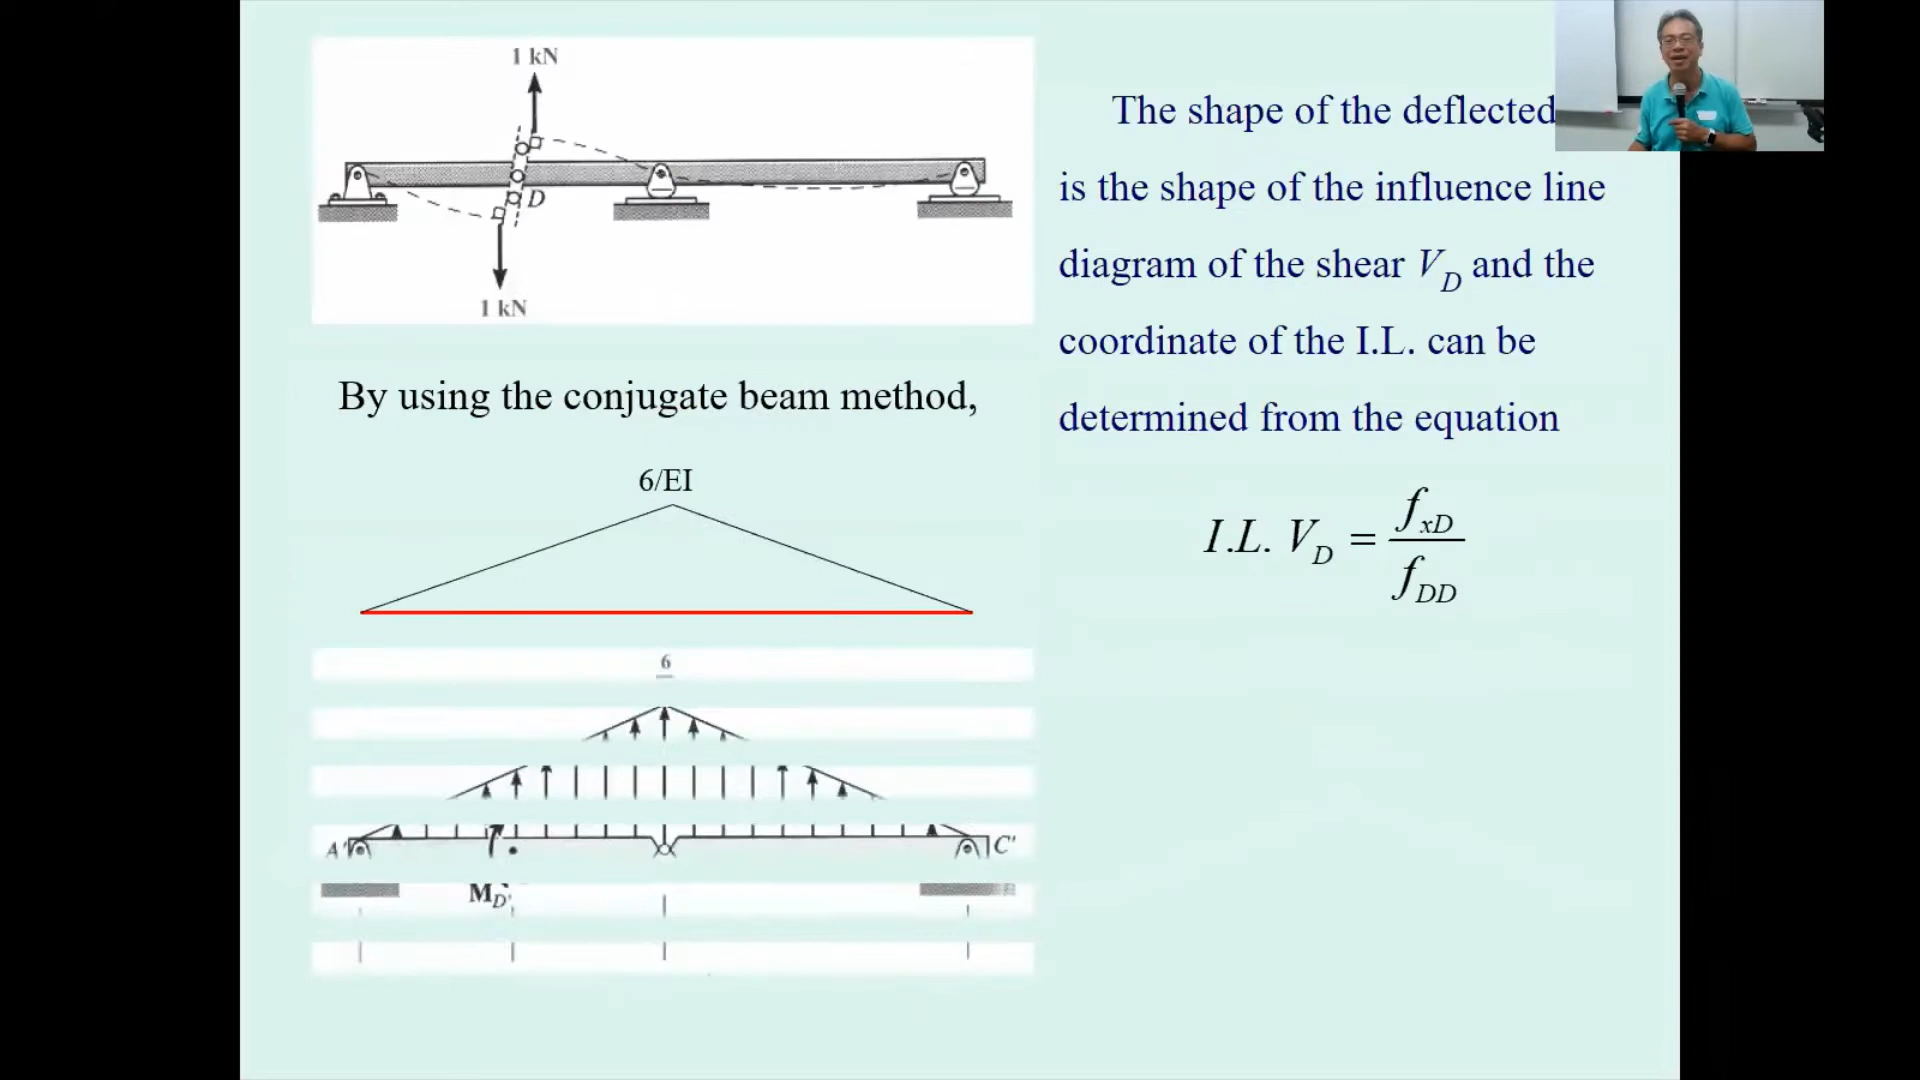 1 kN
D
1 kN
The shape of the deflected
is the shape of the influence line
diagram of the shear V_D and the
coordinate of the I.L. can be
determined from the equation
I.L. V_D = f_xD / f_DD
By using the conjugate beam method,
6/EI
6
A'
C'
M_D'